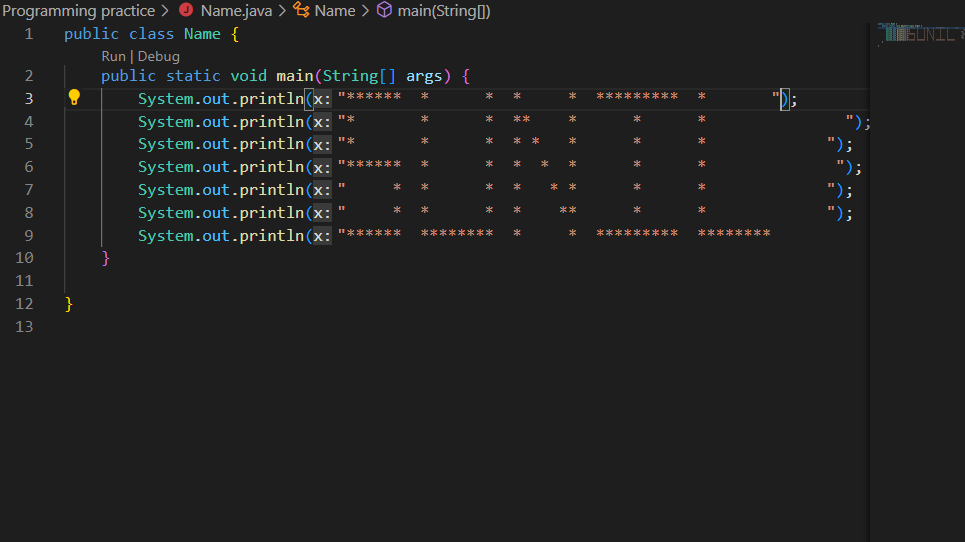 Programming practice > Name.java > Name > main(String[])
1 public class Name {
Run | Debug
2     public static void main(String[] args) {
3         System.out.println(x:"******  *      *  *     *  *********  *       ");
4         System.out.println(x:"*       *      *  **    *      *      *               ");
5         System.out.println(x:"*       *      *  * *   *      *      *             ");
6         System.out.println(x:"******  *      *  *  *  *      *      *              ");
7         System.out.println(x:"     *  *      *  *   * *      *      *             ");
8         System.out.println(x:"     *  *      *  *    **      *      *             ");
9         System.out.println(x:"******  ********  *     *  *********  ********
10     }
11
12 }
13